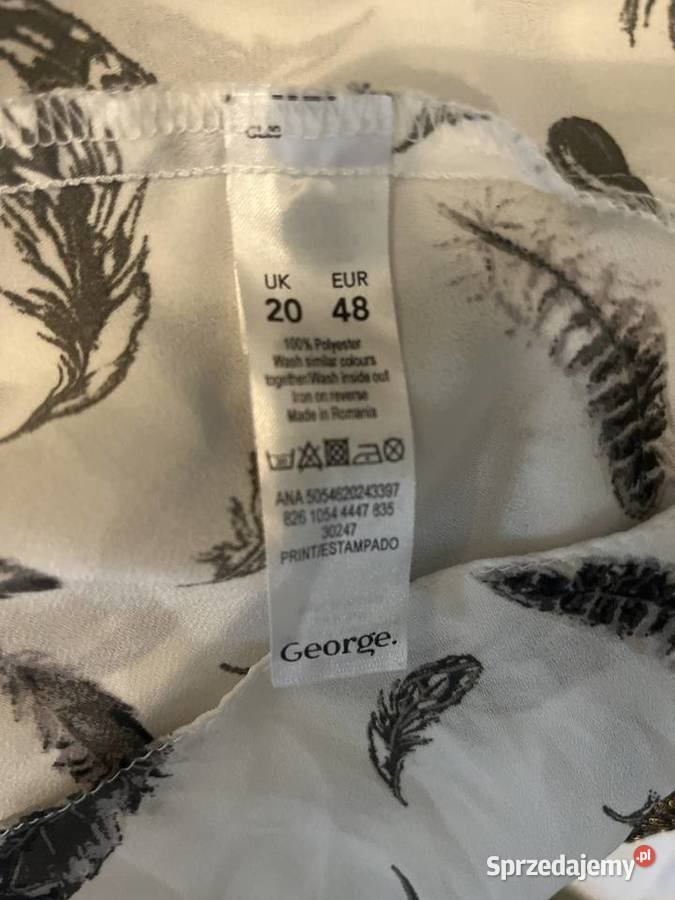 UK EUR
20 48
100% Polyester
Wash similar colours
together/Wash inside out
Iron on reverse
Made in Romania
ANA 5054620243397
826 1054 4447 835
30247
PRINT/ESTAMPADO
George.
Sprzedajemy.pl